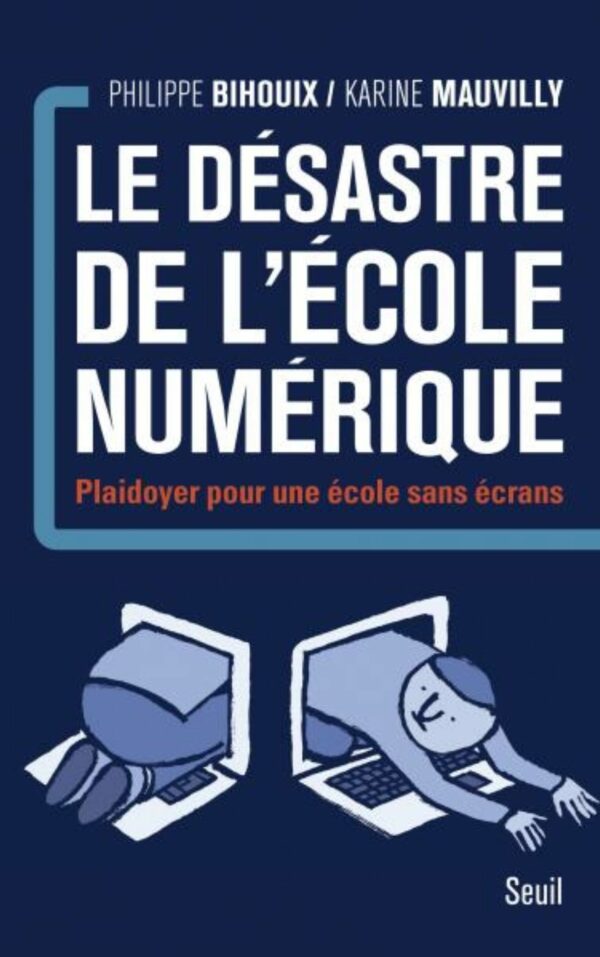 PHILIPPE BIHOUIX / KARINE MAUVILLY
LE DÉSASTRE
DE L'ÉCOLE
NUMÉRIQUE
Plaidoyer pour une école sans écrans
Seuil